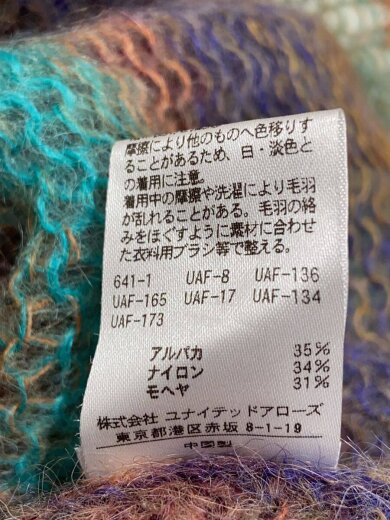 摩擦により他のものへ色移りす
ることがあるため、白・淡色と
の着用に注意。
着用中の摩擦や洗濯により毛羽
が乱れることがある。毛羽の絡
みをほぐすように素材に合わせ
た衣料用ブラシ等で整える。
641-1 UAF-8 UAF-136
UAF-165 UAF-17 UAF-134
UAF-173
アルパカ 35%
ナイロン 34%
モヘヤ 31%
株式会社 ユナイテッドアローズ
東京都港区赤坂 8-1-19
中国製